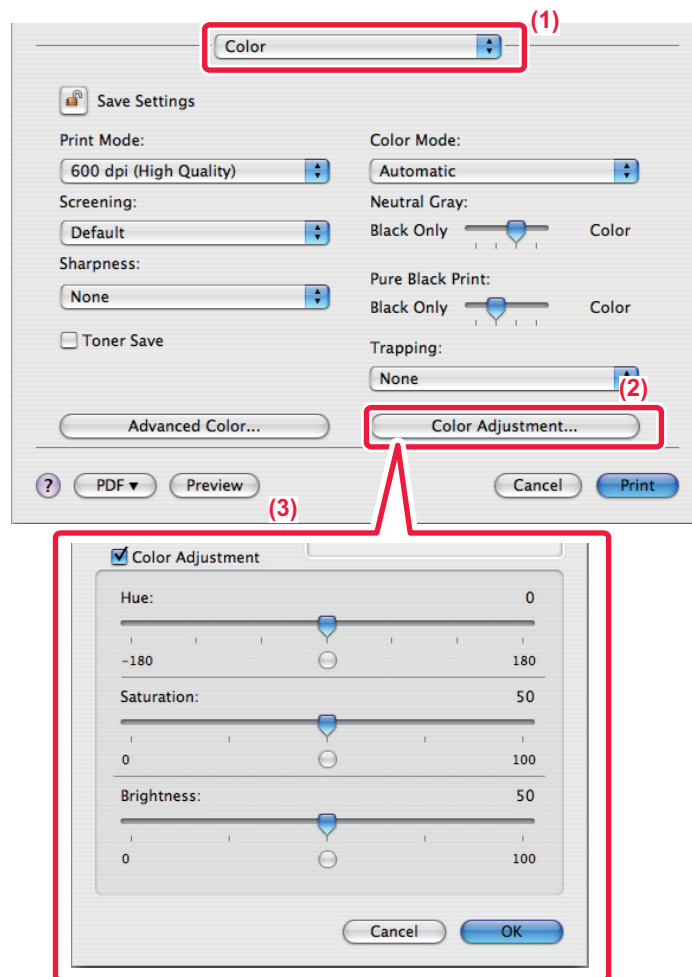 (1)
Color
Save Settings
Print Mode:
600 dpi (High Quality)
Screening:
Default
Sharpness:
None
Toner Save
Color Mode:
Automatic
Neutral Gray:
Black Only Color
Pure Black Print:
Black Only Color
Trapping:
None
(2)
Advanced Color...
Color Adjustment...
? PDF▼ Preview Cancel Print
(3)
Color Adjustment
Hue: 0
-180 180
Saturation: 50
0 100
Brightness: 50
0 100
Cancel OK